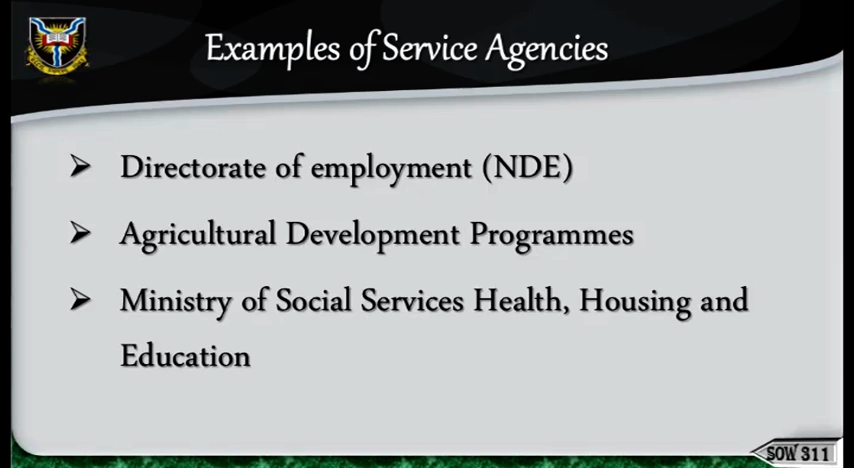 Examples of Service Agencies
➢ Directorate of employment (NDE)
➢ Agricultural Development Programmes
➢ Ministry of Social Services Health, Housing and
Education
SOW 311